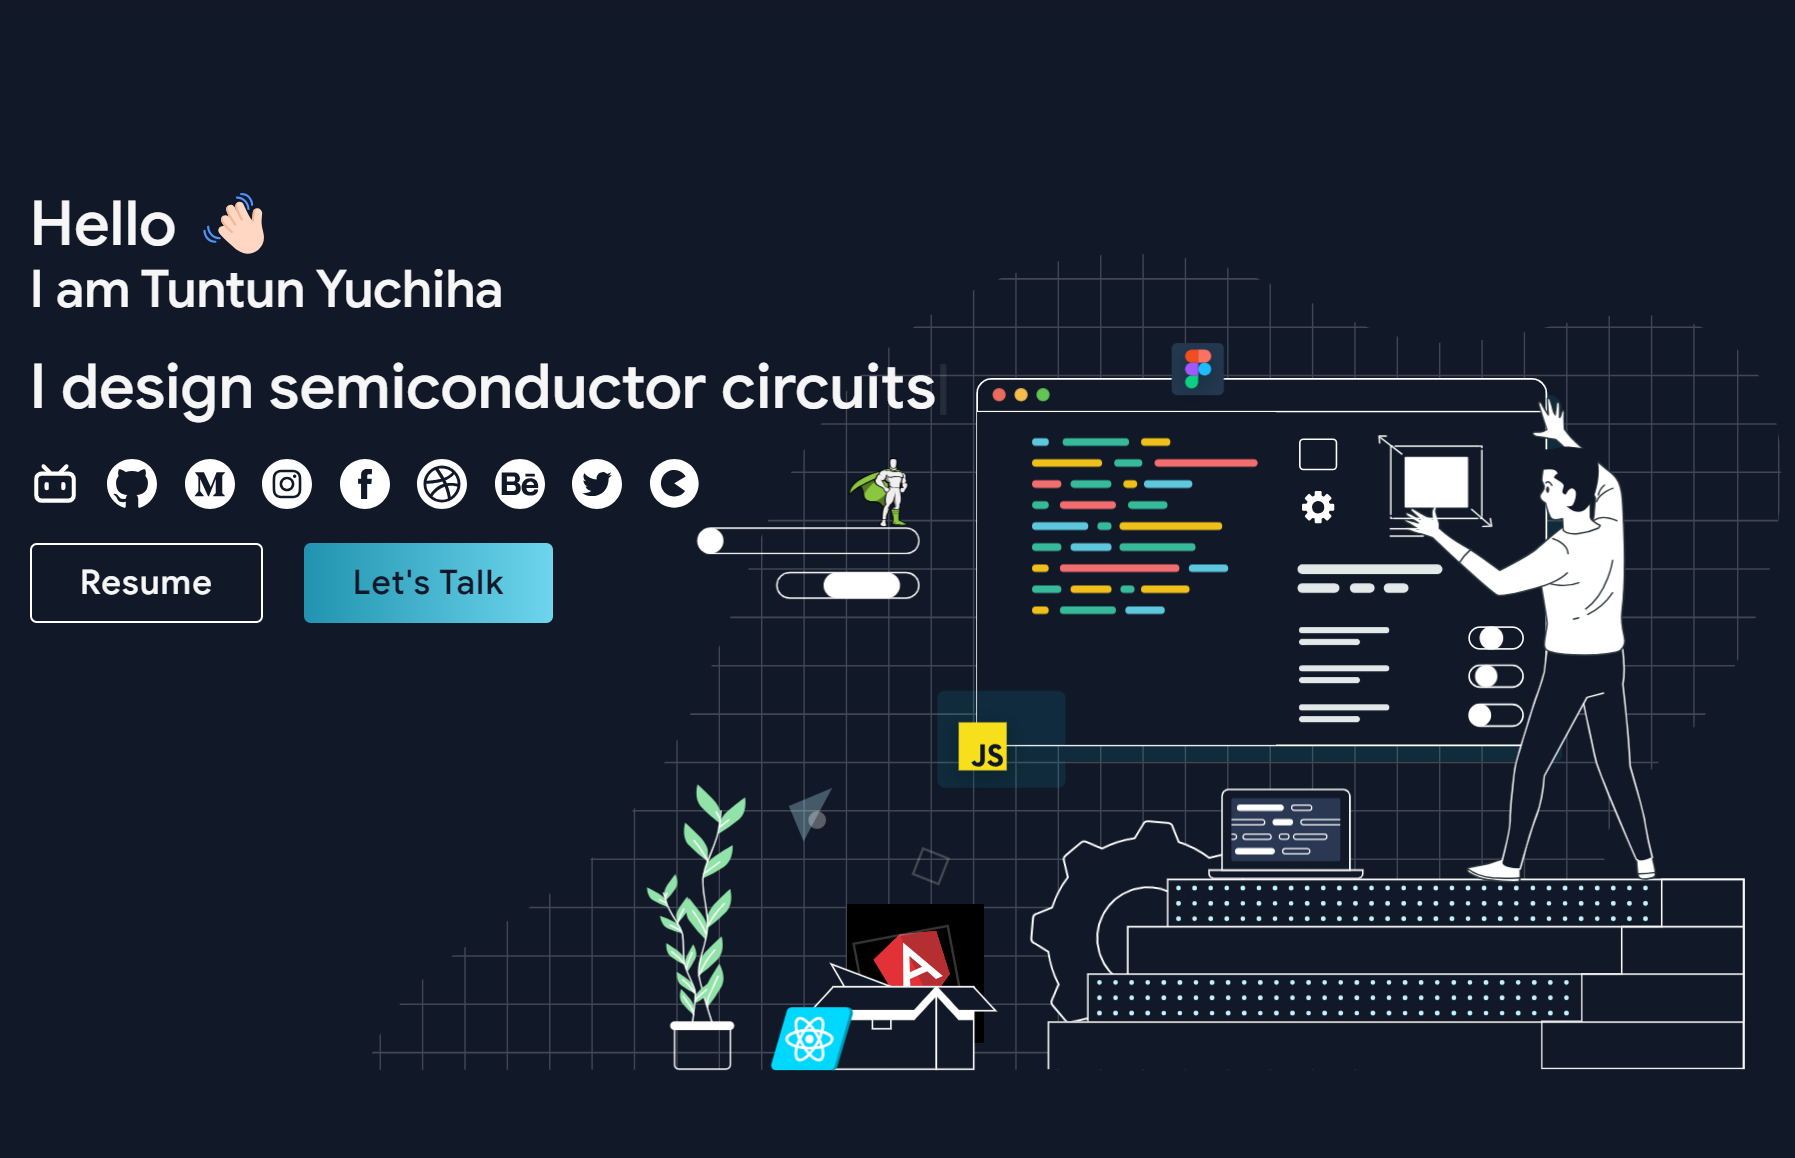 Hello
I am Tuntun Yuchiha
I design semiconductor circuits
Resume
Let's Talk
JS